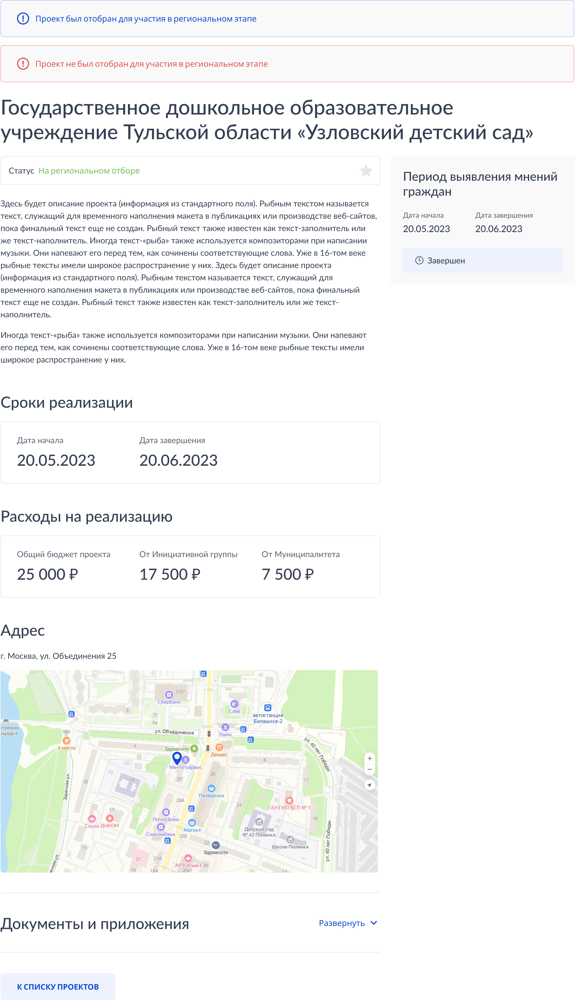 Проект был отобран для участия в региональном этапе
Проект не был отобран для участия в региональном этапе
Государственное дошкольное образовательное
учреждение Тульской области «Узловский детский сад»
Статус На региональном отборе
Здесь будет описание проекта (информация из стандартного поля). Рыбным текстом называется
текст, служащий для временного наполнения макета в публикациях или производстве веб-сайтов,
пока финальный текст еще не создан. Рыбный текст также известен как текст-заполнитель или
же текст-наполнитель. Иногда текст-«рыба» также используется композиторами при написании
музыки. Они напевают его перед тем, как сочинены соответствующие слова. Уже в 16-том веке
рыбные тексты имели широкое распространение у них. Здесь будет описание проекта
(информация из стандартного поля). Рыбным текстом называется текст, служащий для
временного наполнения макета в публикациях или производстве веб-сайтов, пока финальный
текст еще не создан. Рыбный текст также известен как текст-заполнитель или же текст-
наполнитель.
Иногда текст-«рыба» также используется композиторами при написании музыки. Они напевают
его перед тем, как сочинены соответствующие слова. Уже в 16-том веке рыбные тексты имели
широкое распространение у них.
Период выявления мнений
граждан
Дата начала Дата завершения
20.05.2023 20.06.2023
Завершен
Сроки реализации
Дата начала Дата завершения
20.05.2023 20.06.2023
Расходы на реализацию
Общий бюджет проекта От Инициативной группы От Муниципалитета
25 000 ₽ 17 500 ₽ 7 500 ₽
Адрес
г. Москва, ул. Объединения 25
7/27
Сбербанк
3
Cdek
7
7а
автостанция
Балашиха-2
отровая
ощадка
18А
ул. Объединения
Лайм
У моста
4
Здравсити
Дюшес
ул. 40 лет Победы
6
Мечта-сервис
26
25
19
18
17
Заречная ул.
Пятёрочка
23А
24
ГАУЗ МО БСП № 1
17
Почта Банк
16
Сауна ДНКОМ
Магнит
Детский сад
№ 42 Полянка
Совкомбанк
22Б
22
Школа Полянка
15
Здравсити
ул. 40 лет Победы
21
21А
АРТОбъект 20
20к1
19
19А
13
ечная ул.
Документы и приложения
Развернуть
К СПИСКУ ПРОЕКТОВ